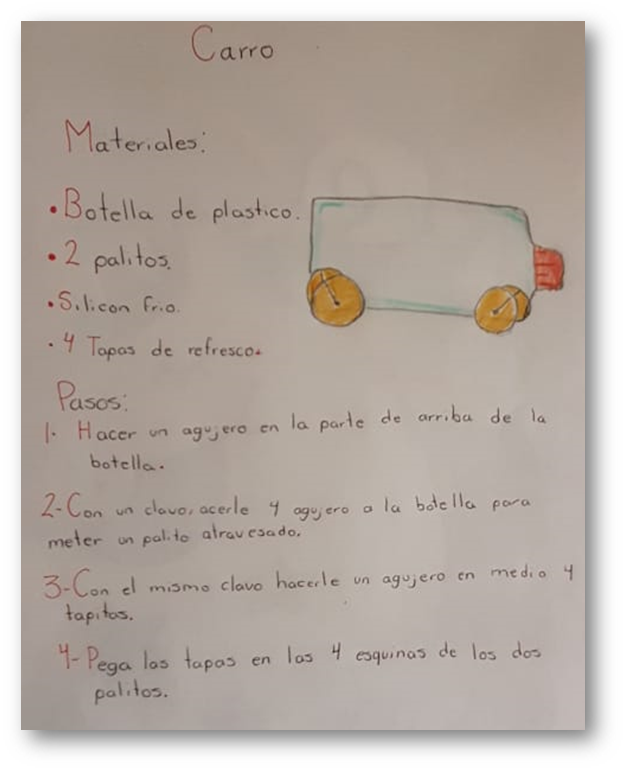 Carro
Materiales:
• Botella de plastico.
• 2 palitos.
• Silicon frio.
• 4 Tapas de refresco.
Pasos:
1. Hacer un agujero en la parte de arriba de la
botella.
2-Con un clavo, acerle 4 agujero a la botella para
meter un palito atravesado.
3-Con el mismo clavo hacerle un agujero en medio 4
tapitas.
4-Pega las tapas en las 4 esquinas de los dos
palitos.